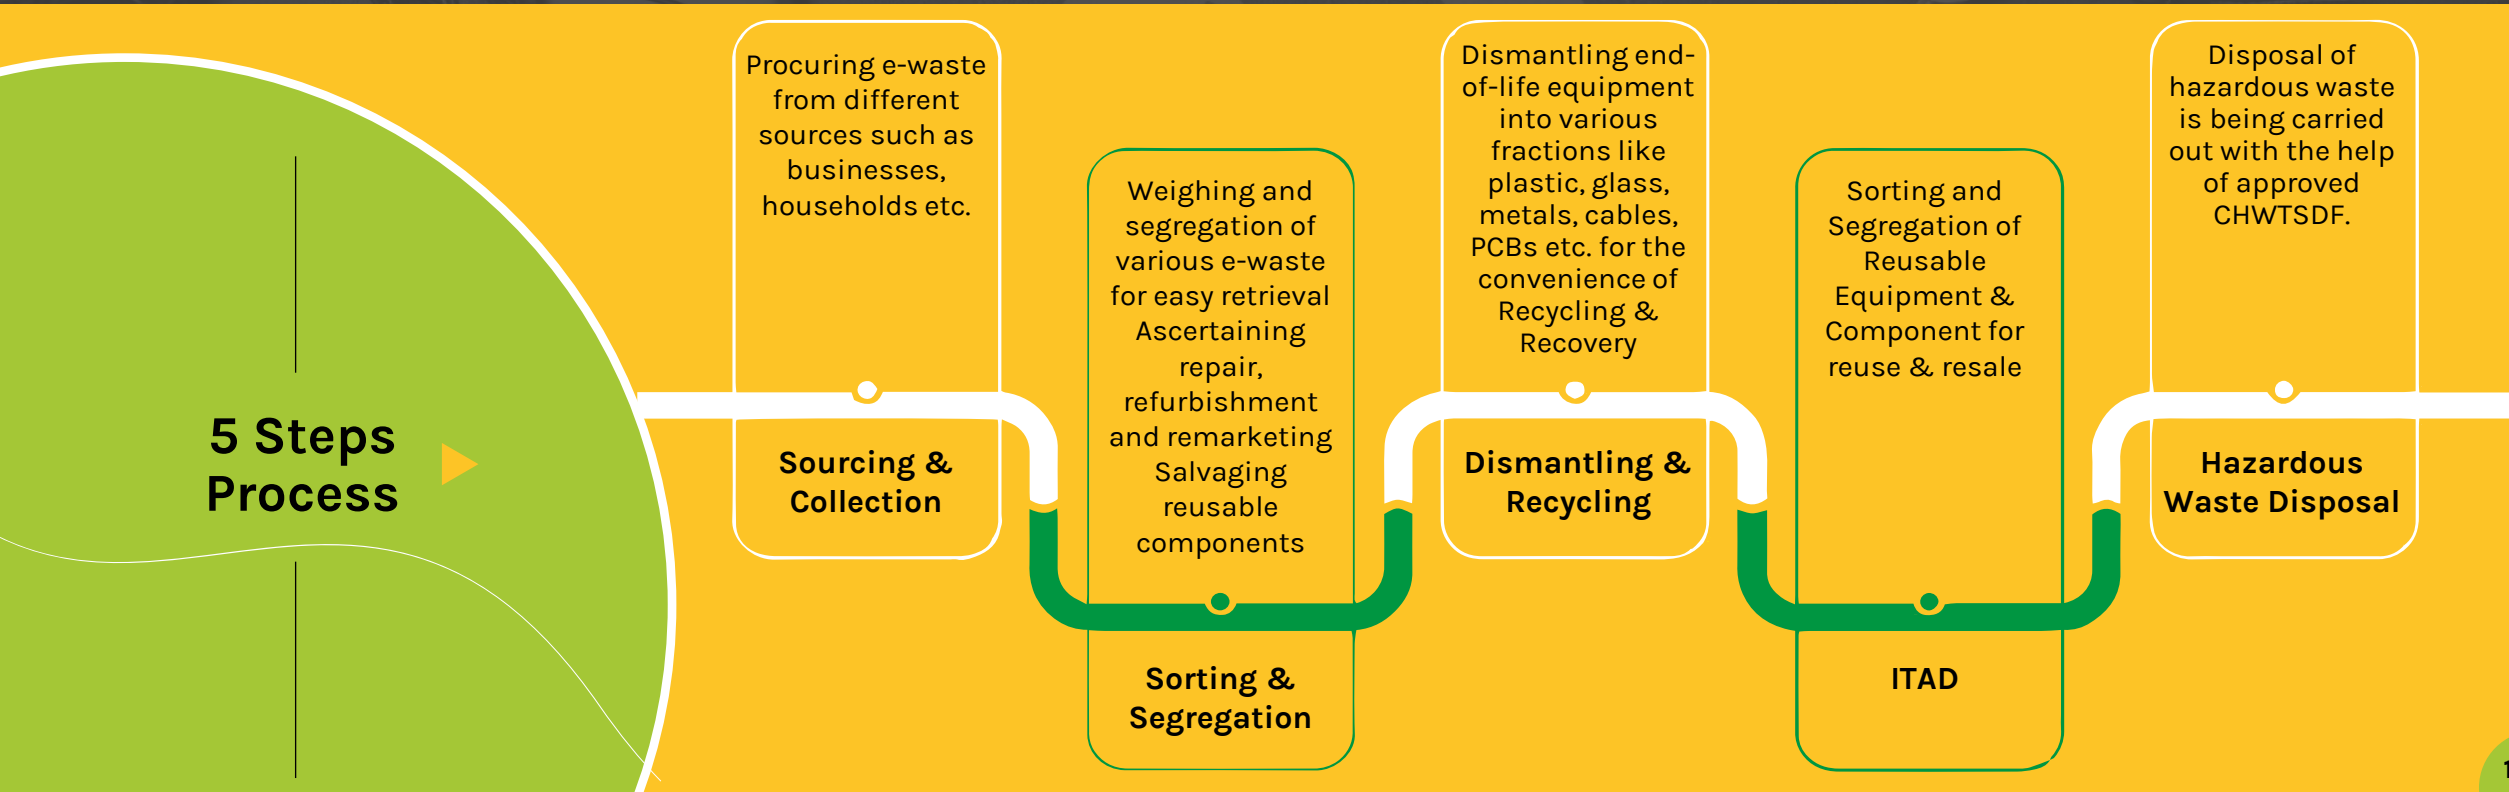 5 Steps
Process
Procuring e-waste
from different
sources such as
businesses,
households etc.
Sourcing &
Collection
Weighing and
segregation of
various e-waste
for easy retrieval
Ascertaining
repair,
refurbishment
and remarketing
Salvaging
reusable
components
Sorting &
Segregation
Dismantling end-
of-life equipment
into various
fractions like
plastic, glass,
metals, cables,
PCBs etc. for the
convenience of
Recycling &
Recovery
Dismantling &
Recycling
Sorting and
Segregation of
Reusable
Equipment &
Component for
reuse & resale
ITAD
Disposal of
hazardous waste
is being carried
out with the help
of approved
CHWTSDF.
Hazardous
Waste Disposal